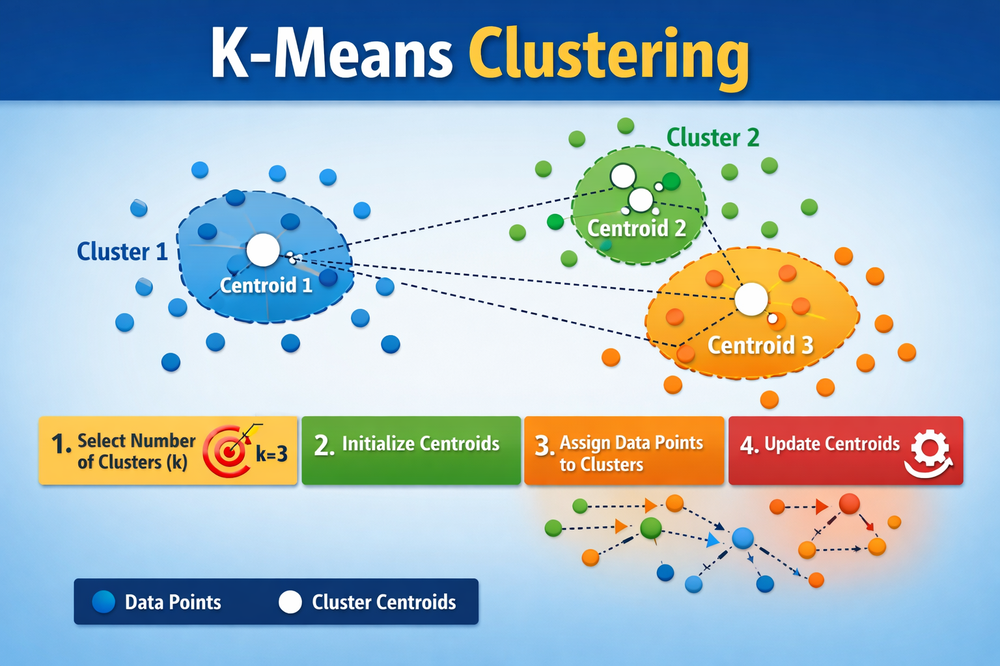 K-Means Clustering
Cluster 2
Centroid 2
Cluster 1
Centroid 1
Centroid 3
1. Select Number
of Clusters (k)
k=3
2. Initialize Centroids
3. Assign Data Points
to Clusters
4. Update Centroids
Data Points
Cluster Centroids